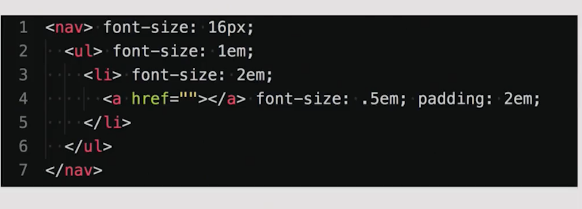 1 <nav> font-size: 16px;
2 <ul> font-size: 1em;
3 <li> font-size: 2em;
4 <a href=""></a> font-size: .5em; padding: 2em;
5 </li>
6 </ul>
7 </nav>